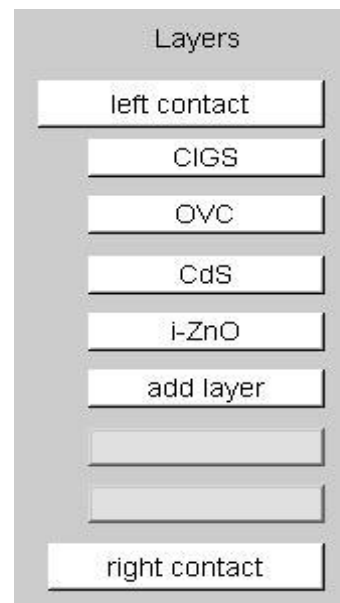 Layers
left contact
CIGS
OVC
CdS
i-ZnO
add layer
right contact